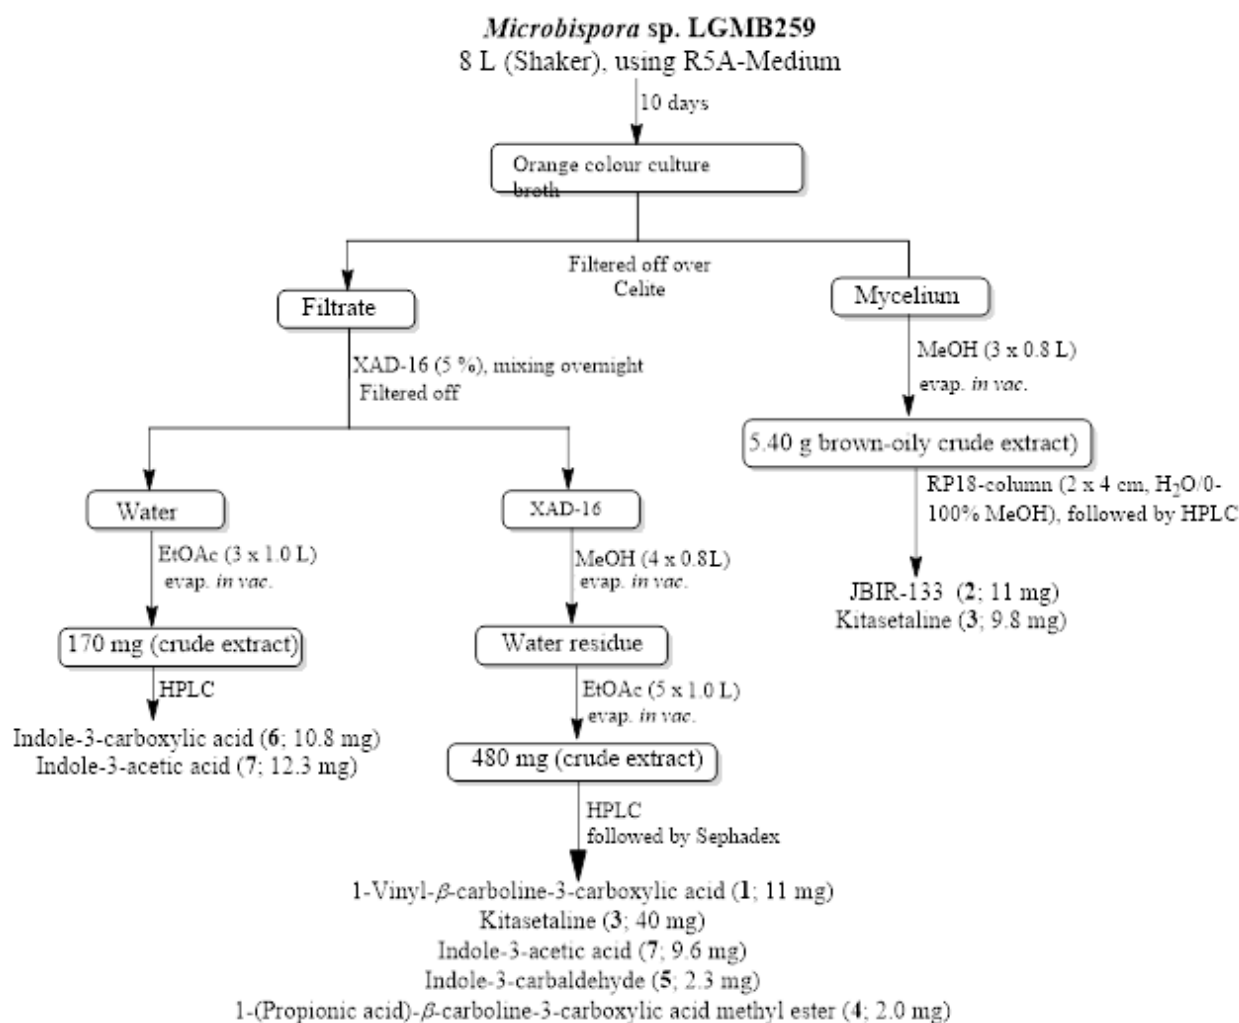 Microbispora sp. LGMB259
8 L (Shaker), using R5A-Medium
10 days
Orange colour culture
broth
Filtered off over
Celite
Filtrate
Mycelium
XAD-16 (5 %), mixing overnight
Filtered off
MeOH (3 x 0.8 L)
evap. in vac.
5.40 g brown-oily crude extract)
RP18-column (2 x 4 cm, H₂O/0-
100% MeOH), followed by HPLC
JBIR-133 (2; 11 mg)
Kitasetaline (3; 9.8 mg)
Water
EtOAc (3 x 1.0 L)
evap. in vac.
170 mg (crude extract)
HPLC
Indole-3-carboxylic acid (6; 10.8 mg)
Indole-3-acetic acid (7; 12.3 mg)
XAD-16
MeOH (4 x 0.8 L)
evap. in vac.
Water residue
EtOAc (5 x 1.0 L)
evap. in vac.
480 mg (crude extract)
HPLC
followed by Sephadex
1-Vinyl-β-carboline-3-carboxylic acid (1; 11 mg)
Kitasetaline (3; 40 mg)
Indole-3-acetic acid (7; 9.6 mg)
Indole-3-carbaldehyde (5; 2.3 mg)
1-(Propionic acid)-β-carboline-3-carboxylic acid methyl ester (4; 2.0 mg)